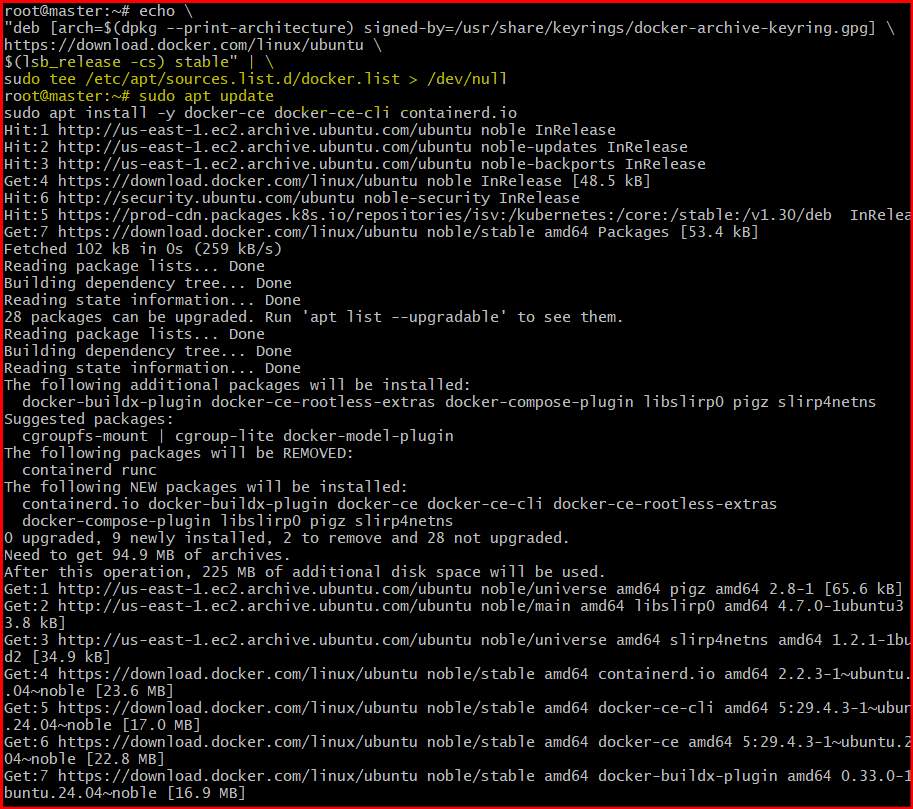 root@master:~# echo \
"deb [arch=$(dpkg --print-architecture) signed-by=/usr/share/keyrings/docker-archive-keyring.gpg] \
https://download.docker.com/linux/ubuntu \
$(lsb_release -cs) stable" | \
sudo tee /etc/apt/sources.list.d/docker.list > /dev/null
root@master:~# sudo apt update
sudo apt install -y docker-ce docker-ce-cli containerd.io
Hit:1 http://us-east-1.ec2.archive.ubuntu.com/ubuntu noble InRelease
Hit:2 http://us-east-1.ec2.archive.ubuntu.com/ubuntu noble-updates InRelease
Hit:3 http://us-east-1.ec2.archive.ubuntu.com/ubuntu noble-backports InRelease
Get:4 https://download.docker.com/linux/ubuntu noble InRelease [48.5 kB]
Hit:6 http://security.ubuntu.com/ubuntu noble-security InRelease
Hit:5 https://prod-cdn.packages.k8s.io/repositories/isv:/kubernetes:/core:/stable:/v1.30/deb  InRelea
Get:7 https://download.docker.com/linux/ubuntu noble/stable amd64 Packages [53.4 kB]
Fetched 102 kB in 0s (259 kB/s)
Reading package lists... Done
Building dependency tree... Done
Reading state information... Done
28 packages can be upgraded. Run 'apt list --upgradable' to see them.
Reading package lists... Done
Building dependency tree... Done
Reading state information... Done
The following additional packages will be installed:
  docker-buildx-plugin docker-ce-rootless-extras docker-compose-plugin libslirp0 pigz slirp4netns
Suggested packages:
  cgroupfs-mount | cgroup-lite docker-model-plugin
The following packages will be REMOVED:
  containerd runc
The following NEW packages will be installed:
  containerd.io docker-buildx-plugin docker-ce docker-ce-cli docker-ce-rootless-extras
  docker-compose-plugin libslirp0 pigz slirp4netns
0 upgraded, 9 newly installed, 2 to remove and 28 not upgraded.
Need to get 94.9 MB of archives.
After this operation, 225 MB of additional disk space will be used.
Get:1 http://us-east-1.ec2.archive.ubuntu.com/ubuntu noble/universe amd64 pigz amd64 2.8-1 [65.6 kB]
Get:2 http://us-east-1.ec2.archive.ubuntu.com/ubuntu noble/main amd64 libslirp0 amd64 4.7.0-1ubuntu3
3.8 kB]
Get:3 http://us-east-1.ec2.archive.ubuntu.com/ubuntu noble/universe amd64 slirp4netns amd64 1.2.1-1bu
d2 [34.9 kB]
Get:4 https://download.docker.com/linux/ubuntu noble/stable amd64 containerd.io amd64 2.2.3-1~ubuntu.
.04~noble [23.6 MB]
Get:5 https://download.docker.com/linux/ubuntu noble/stable amd64 docker-ce-cli amd64 5:29.4.3-1~ubun
.24.04~noble [17.0 MB]
Get:6 https://download.docker.com/linux/ubuntu noble/stable amd64 docker-ce amd64 5:29.4.3-1~ubuntu.2
04~noble [22.8 MB]
Get:7 https://download.docker.com/linux/ubuntu noble/stable amd64 docker-buildx-plugin amd64 0.33.0-1
buntu.24.04~noble [16.9 MB]